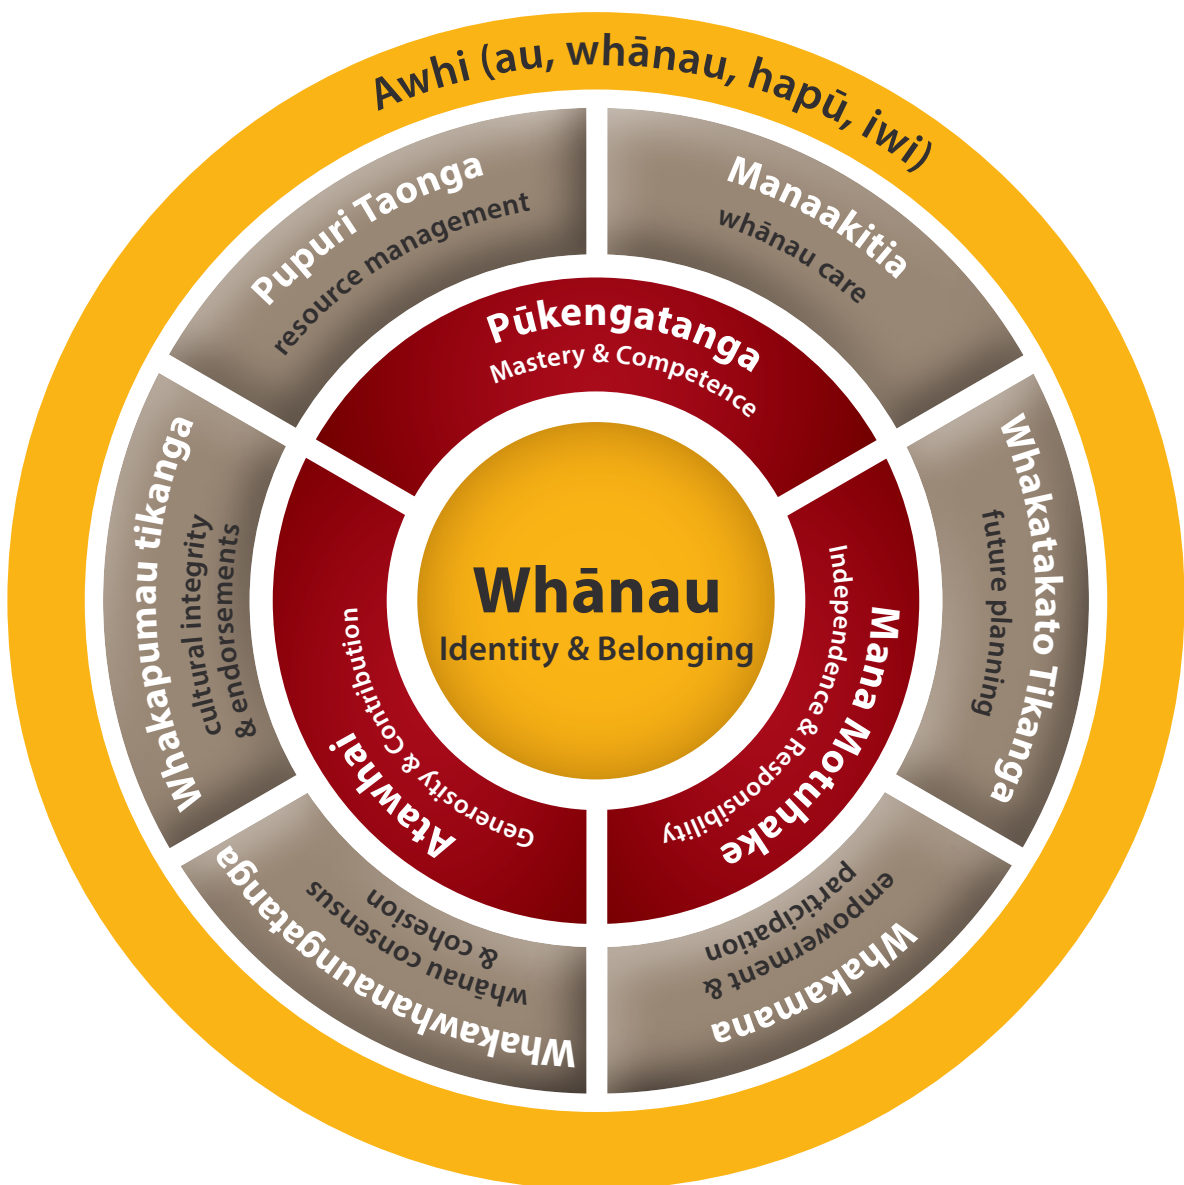 Awhi (au, whānau, hapū, iwi)
Pupuri Taonga
resource management
Manaakitia
whānau care
Whakatakato Tikanga
future planning
Whakamana
empowerment &
participation
Whakawhanaungatanga
whānau consensus
& cohesion
Whakapumau tikanga
cultural integrity
& endorsements
Pūkengatanga
Mastery & Competence
Mana Motuhake
Independence & Responsibility
Atawhai
Generosity & Contribution
Whānau
Identity & Belonging